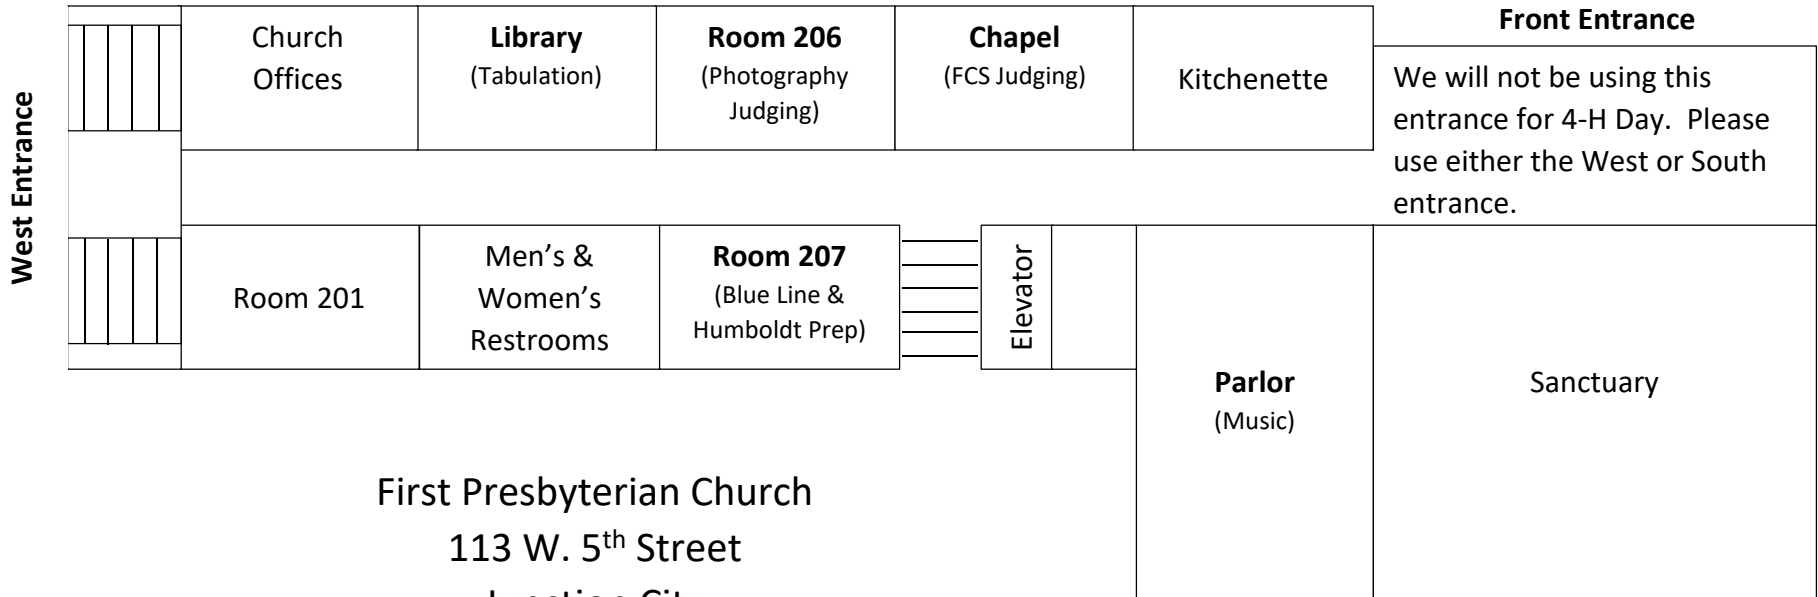 Front Entrance
Church
Offices
Library
(Tabulation)
Room 206
(Photography
Judging)
Chapel
(FCS Judging)
Kitchenette
We will not be using this
entrance for 4-H Day.  Please
use either the West or South
entrance.
West Entrance
Room 201
Men’s &
Women’s
Restrooms
Room 207
(Blue Line &
Humboldt Prep)
Elevator
Parlor
(Music)
Sanctuary
First Presbyterian Church
113 W. 5th Street
Junction City